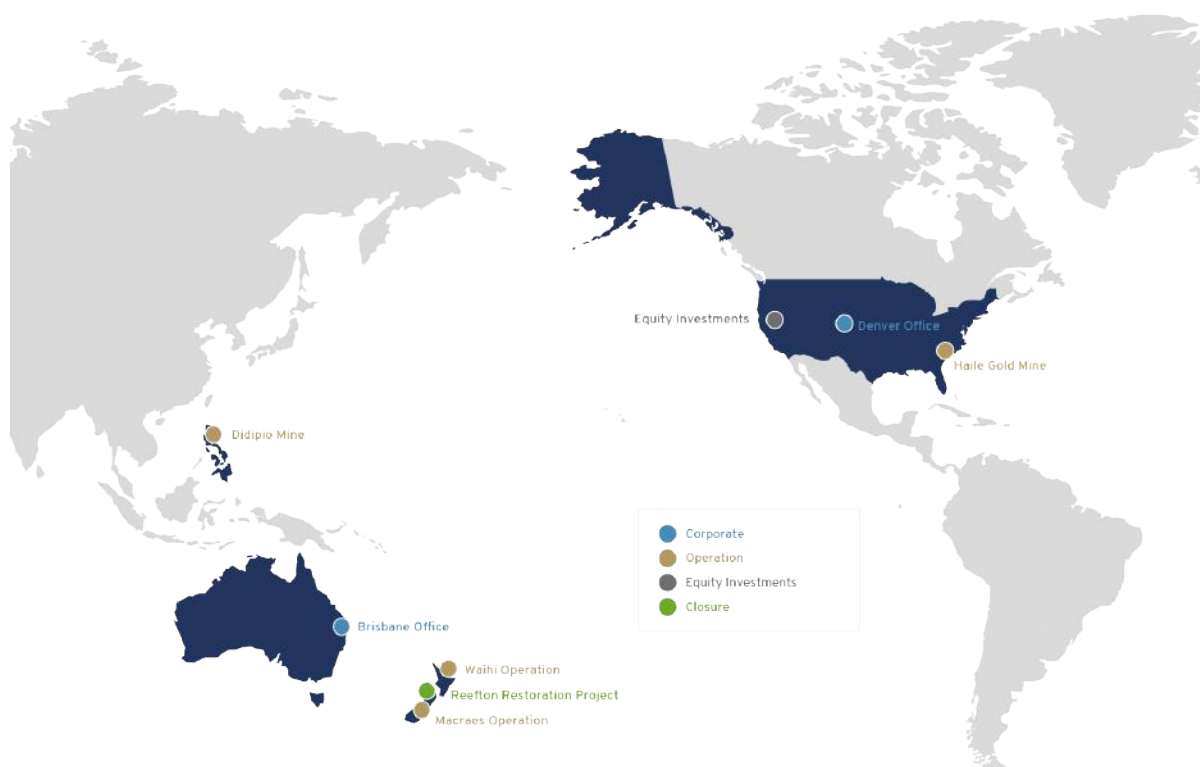 Equity Investments
Denver Office
Haile Gold Mine
Didipio Mine
Corporate
Operation
Equity Investments
Closure
Brisbane Office
Waihi Operation
Reefton Restoration Project
Macraes Operation